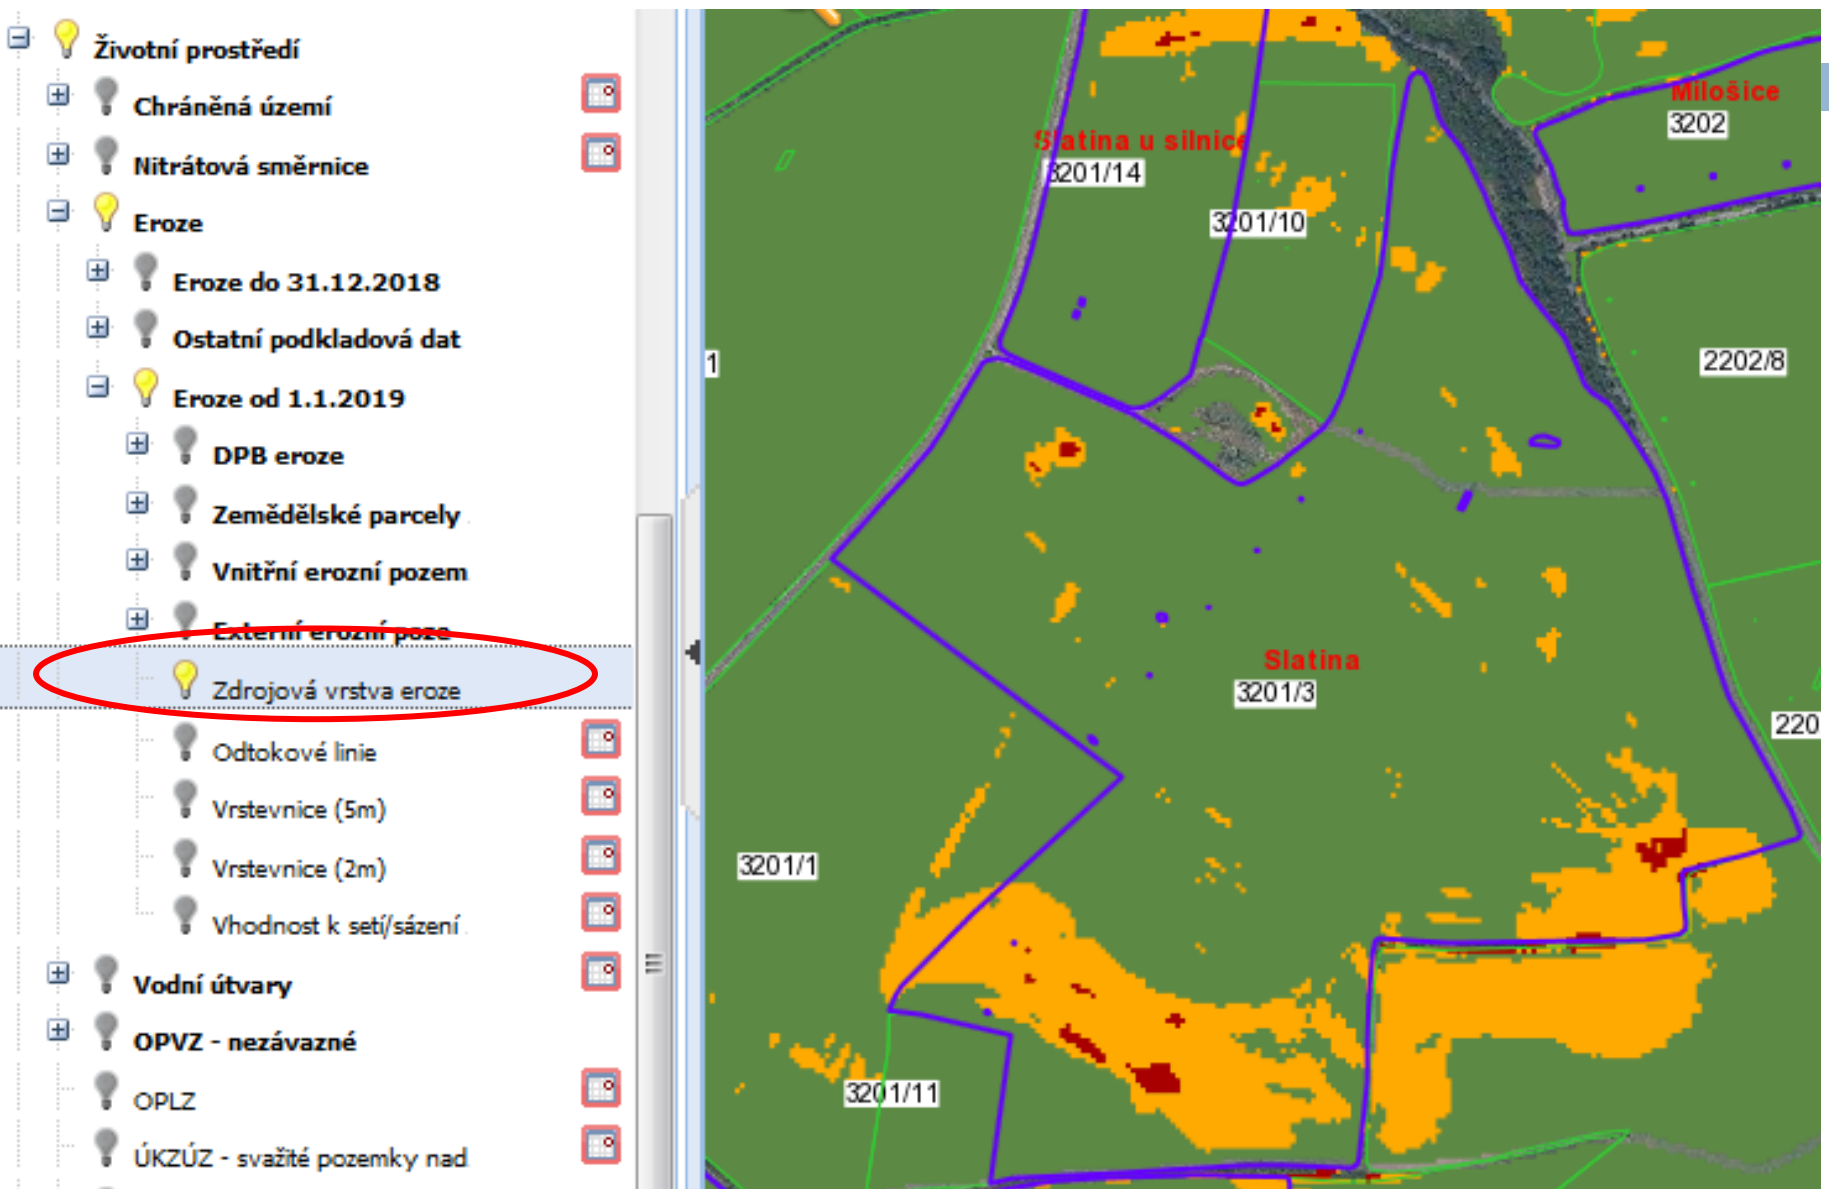 Životní prostředí
Chráněná území
Nitrátová směrnice
Eroze
Eroze do 31.12.2018
Ostatní podkladová dat
Eroze od 1.1.2019
DPB eroze
Zemědělské parcely
Vnitřní erozní pozem
Externí erozní poze
Zdrojová vrstva eroze
Odtokové linie
Vrstevnice (5m)
Vrstevnice (2m)
Vhodnost k setí/sázení
Vodní útvary
OPVZ - nezávazné
OPLZ
ÚKZÚZ - svažité pozemky nad
Milošice
3202
Slatina u silnice
3201/14
3201/10
1
2202/8
Slatina
3201/3
220
3201/1
3201/11